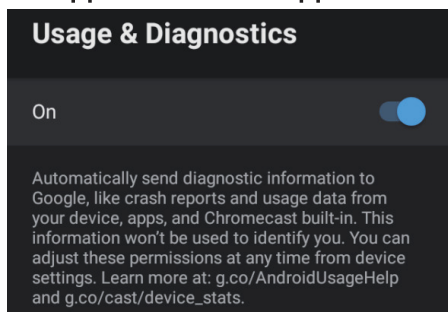 Usage & Diagnostics
On
Automatically send diagnostic information to
Google, like crash reports and usage data from
your device, apps, and Chromecast built-in. This
information won't be used to identify you. You can
adjust these permissions at any time from device
settings. Learn more at: g.co/AndroidUsageHelp
and g.co/cast/device_stats.